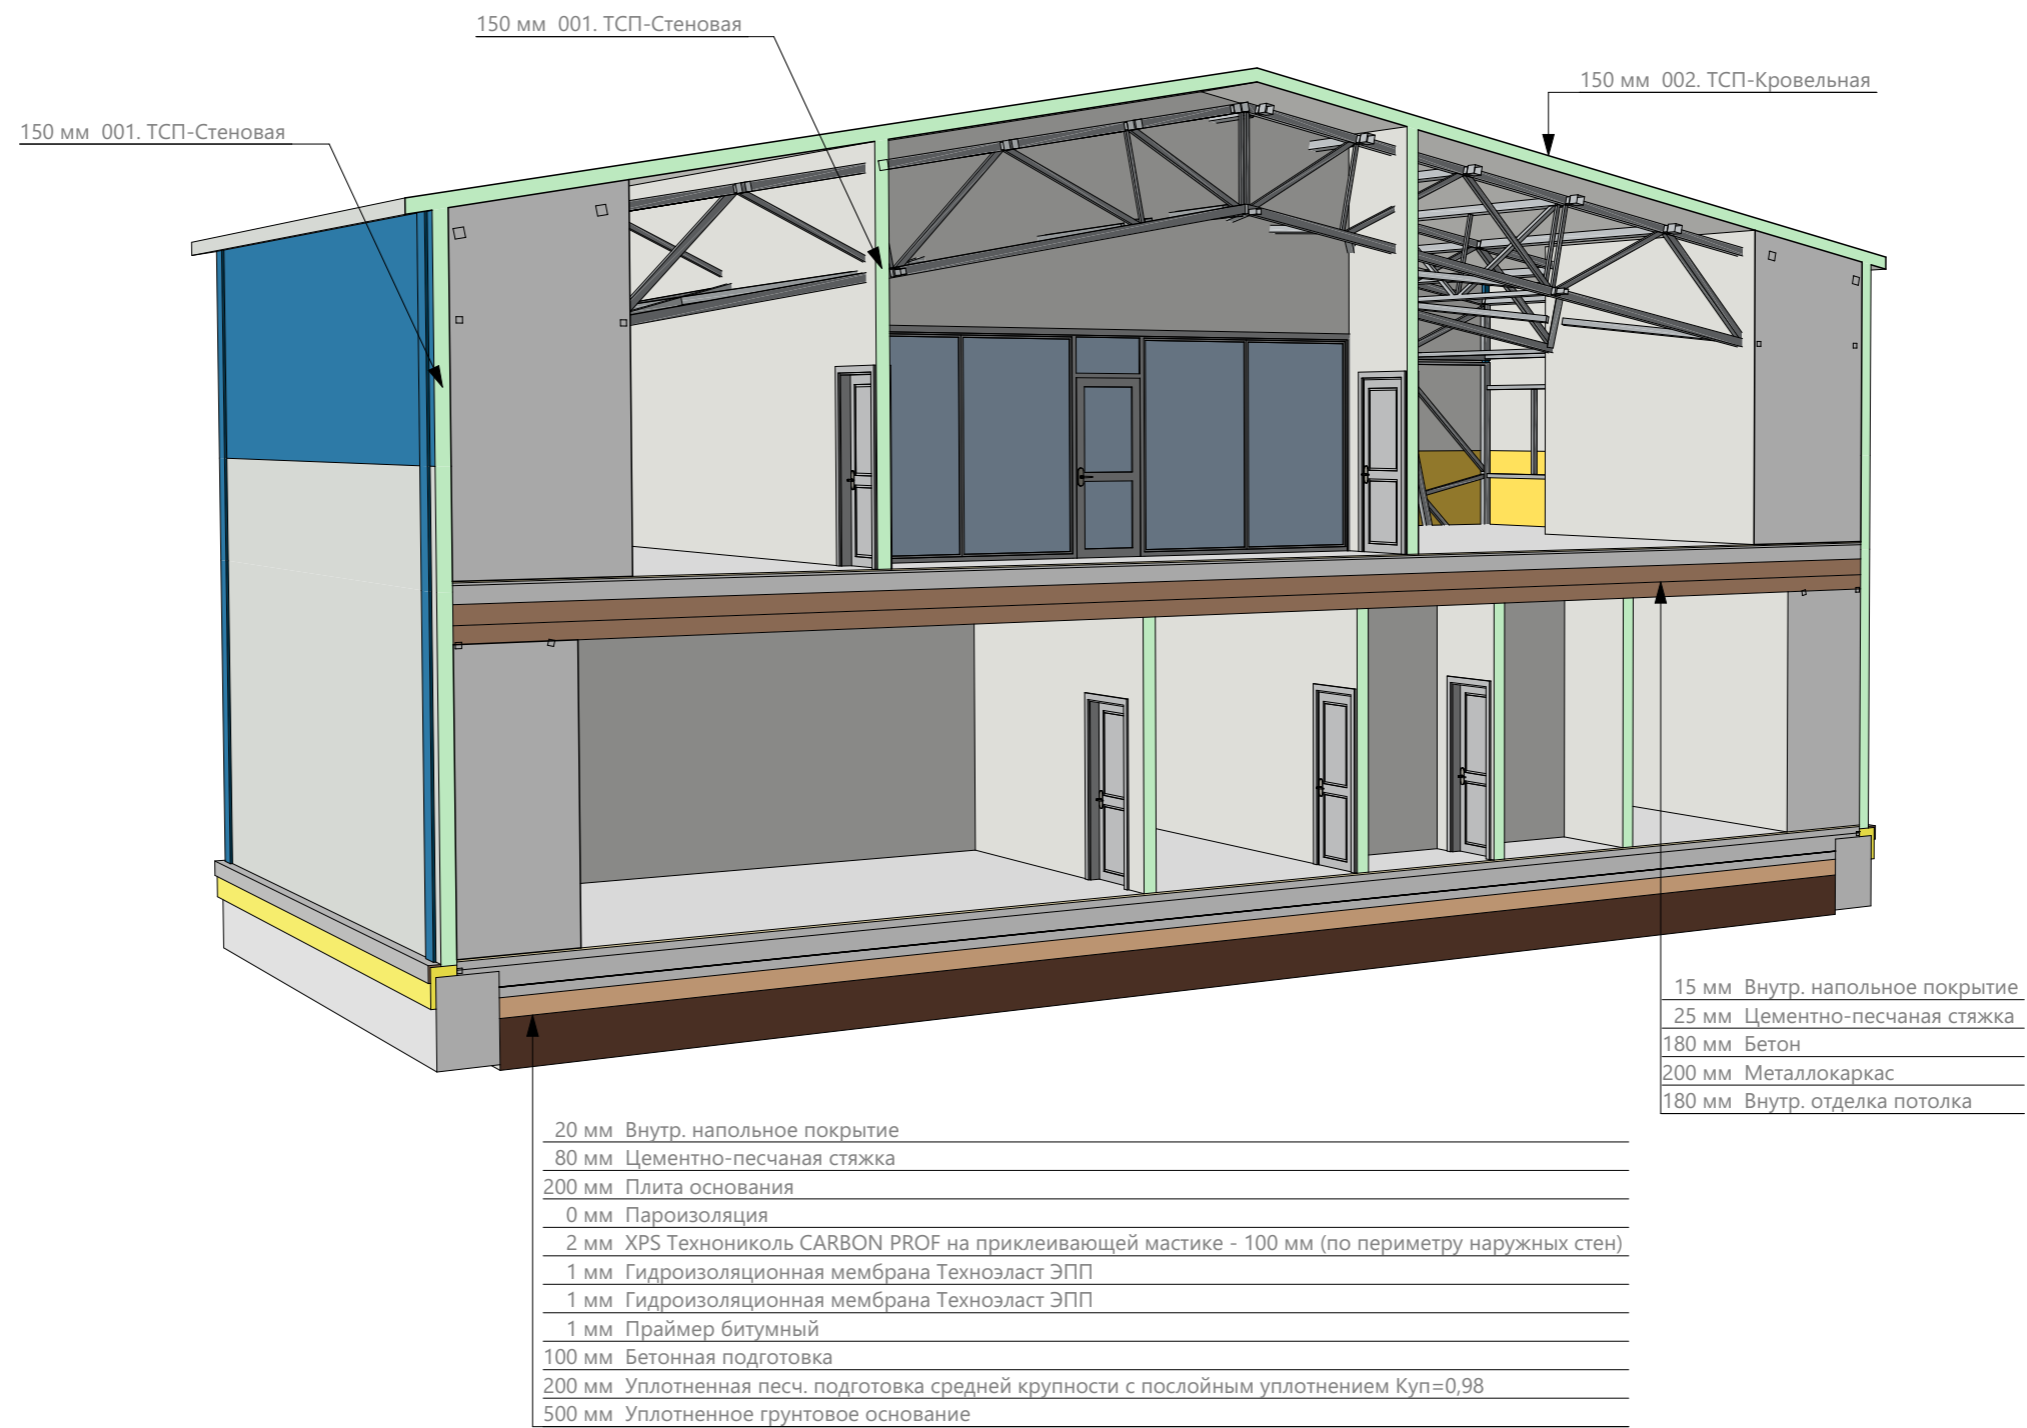 150 мм 001. ТСП-Стеновая
150 мм 002. ТСП-Кровельная
150 мм 001. ТСП-Стеновая
15 мм Внутр. напольное покрытие
25 мм Цементно-песчаная стяжка
180 мм Бетон
200 мм Металлокаркас
180 мм Внутр. отделка потолка
20 мм Внутр. напольное покрытие
80 мм Цементно-песчаная стяжка
200 мм Плита основания
0 мм Пароизоляция
2 мм XPS Технониколь CARBON PROF на приклеивающей мастике - 100 мм (по периметру наружных стен)
1 мм Гидроизоляционная мембрана Техноэласт ЭПП
1 мм Гидроизоляционная мембрана Техноэласт ЭПП
1 мм Праймер битумный
100 мм Бетонная подготовка
200 мм Уплотненная песч. подготовка средней крупности с послойным уплотнением Куп=0,98
500 мм Уплотненное грунтовое основание